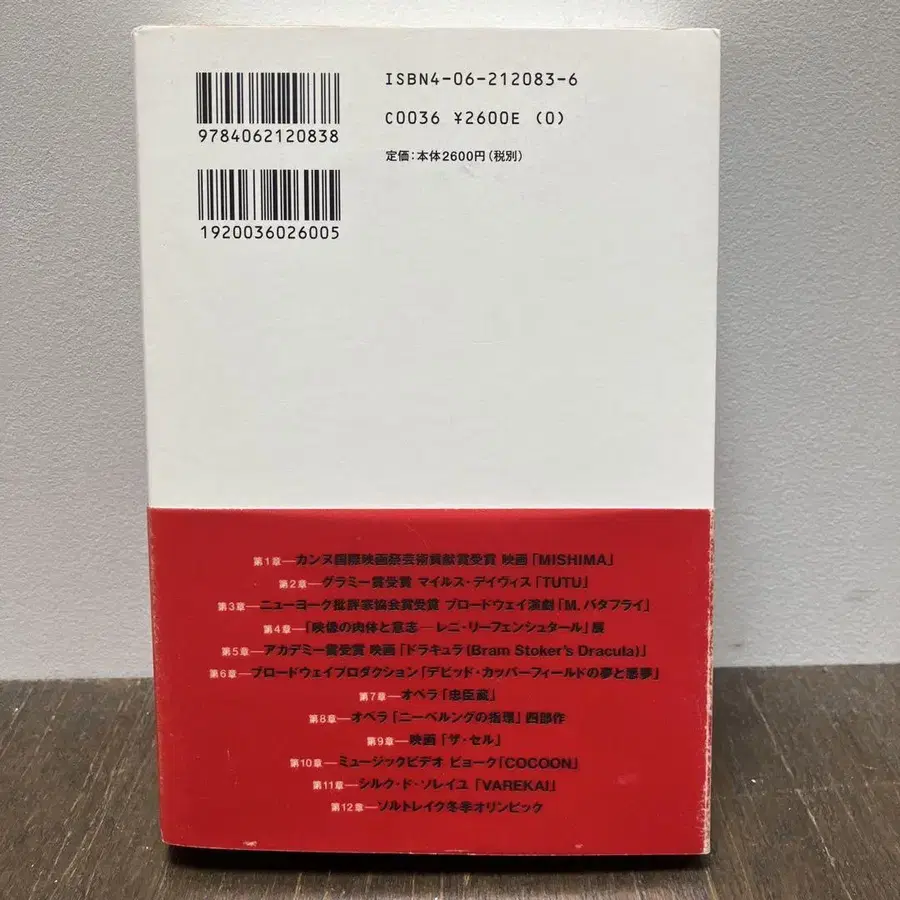 ISBN4-06-212083-6
9784062120838
C0036 ¥2600E (0)
定価：本体2600円（税別）
1920036026005
第1章―カンヌ国際映画祭芸術貢献賞受賞 映画「MISHIMA」
第2章―グラミー賞受賞 マイルス・デイヴィス「TUTU」
第3章―ニューヨーク批評家協会賞受賞 ブロードウェイ演劇「M. バタフライ」
第4章―「映像の肉体と意志―レニ・リーフェンシュタール」展
第5章―アカデミー賞受賞 映画「ドラキュラ（Bram Stoker's Dracula）」
第6章―ブロードウェイプロダクション「デビッド・カッパーフィールドの夢と悪夢」
第7章―オペラ「忠臣蔵」
第8章―オペラ「ニーベルングの指環」四部作
第9章―映画「ザ・セル」
第10章―ミュージックビデオ ビョーク「COCOON」
第11章―シルク・ド・ソレイユ「VAREKAI」
第12章―ソルトレイク冬季オリンピック